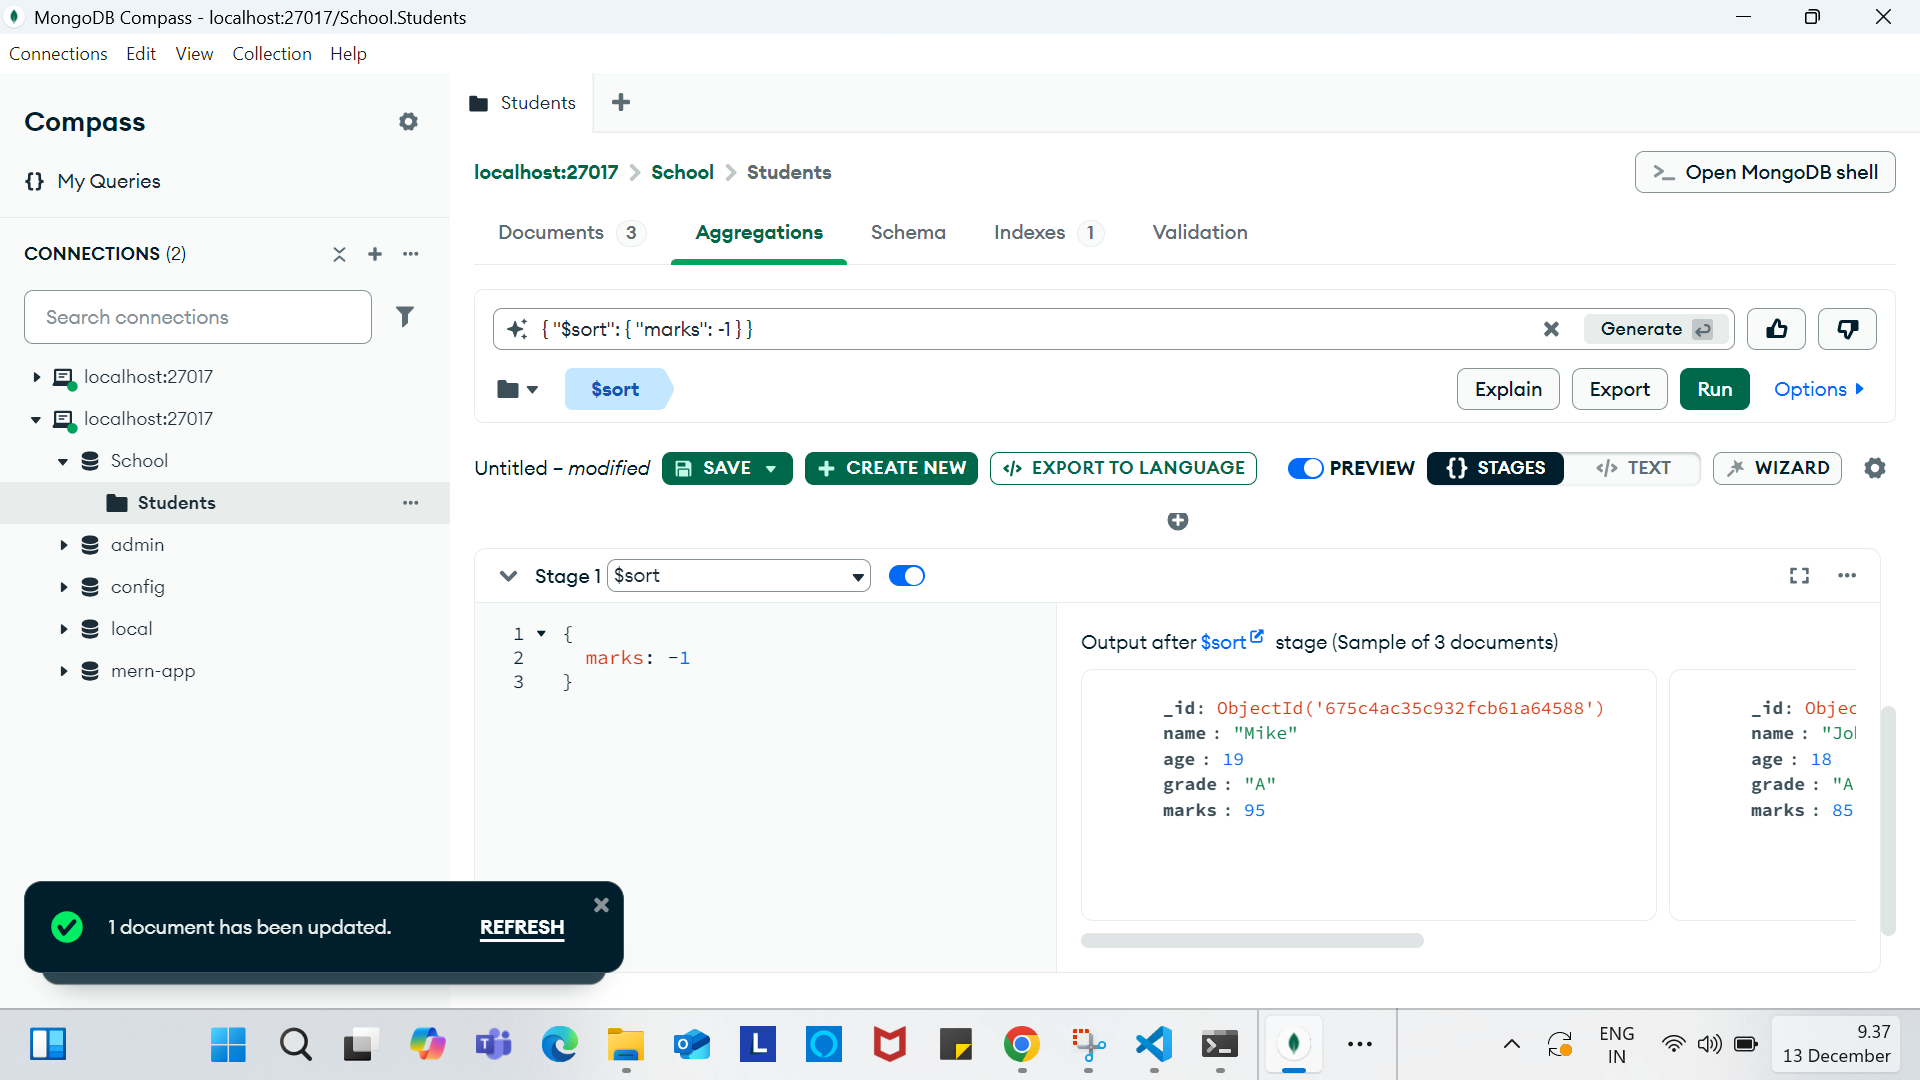 MongoDB Compass - localhost:27017/School.Students
Connections Edit View Collection Help
Compass
{} My Queries
CONNECTIONS (2)
Search connections
localhost:27017
localhost:27017
School
Students
admin
config
local
mern-app
Students
localhost:27017 > School > Students
>_ Open MongoDB shell
Documents 3 Aggregations Schema Indexes 1 Validation
{ "$sort": { "marks": -1 } }
Generate
$sort
Explain Export Run Options
Untitled – modified SAVE + CREATE NEW </> EXPORT TO LANGUAGE PREVIEW {} STAGES </> TEXT WIZARD
Stage 1 $sort
1 {
2 marks: -1
3 }
Output after $sort stage (Sample of 3 documents)
_id: ObjectId('675c4ac35c932fcb61a64588')
name : "Mike"
age : 19
grade : "A"
marks : 95
_id: Objec
name : "Jo
age : 18
grade : "A
marks : 85
1 document has been updated. REFRESH
L
ENG
IN
9.37
13 December